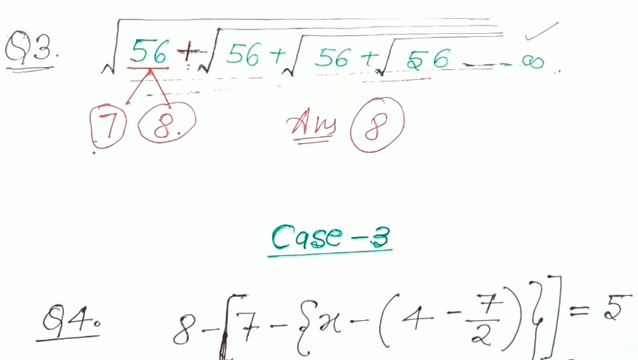 Q3. √56 + √56 + √56 + √56 ---- ∞
7 8. Ans 8
Case-3
Q4. 8 - [7 - {x - (4 - 7/2)}] = 5